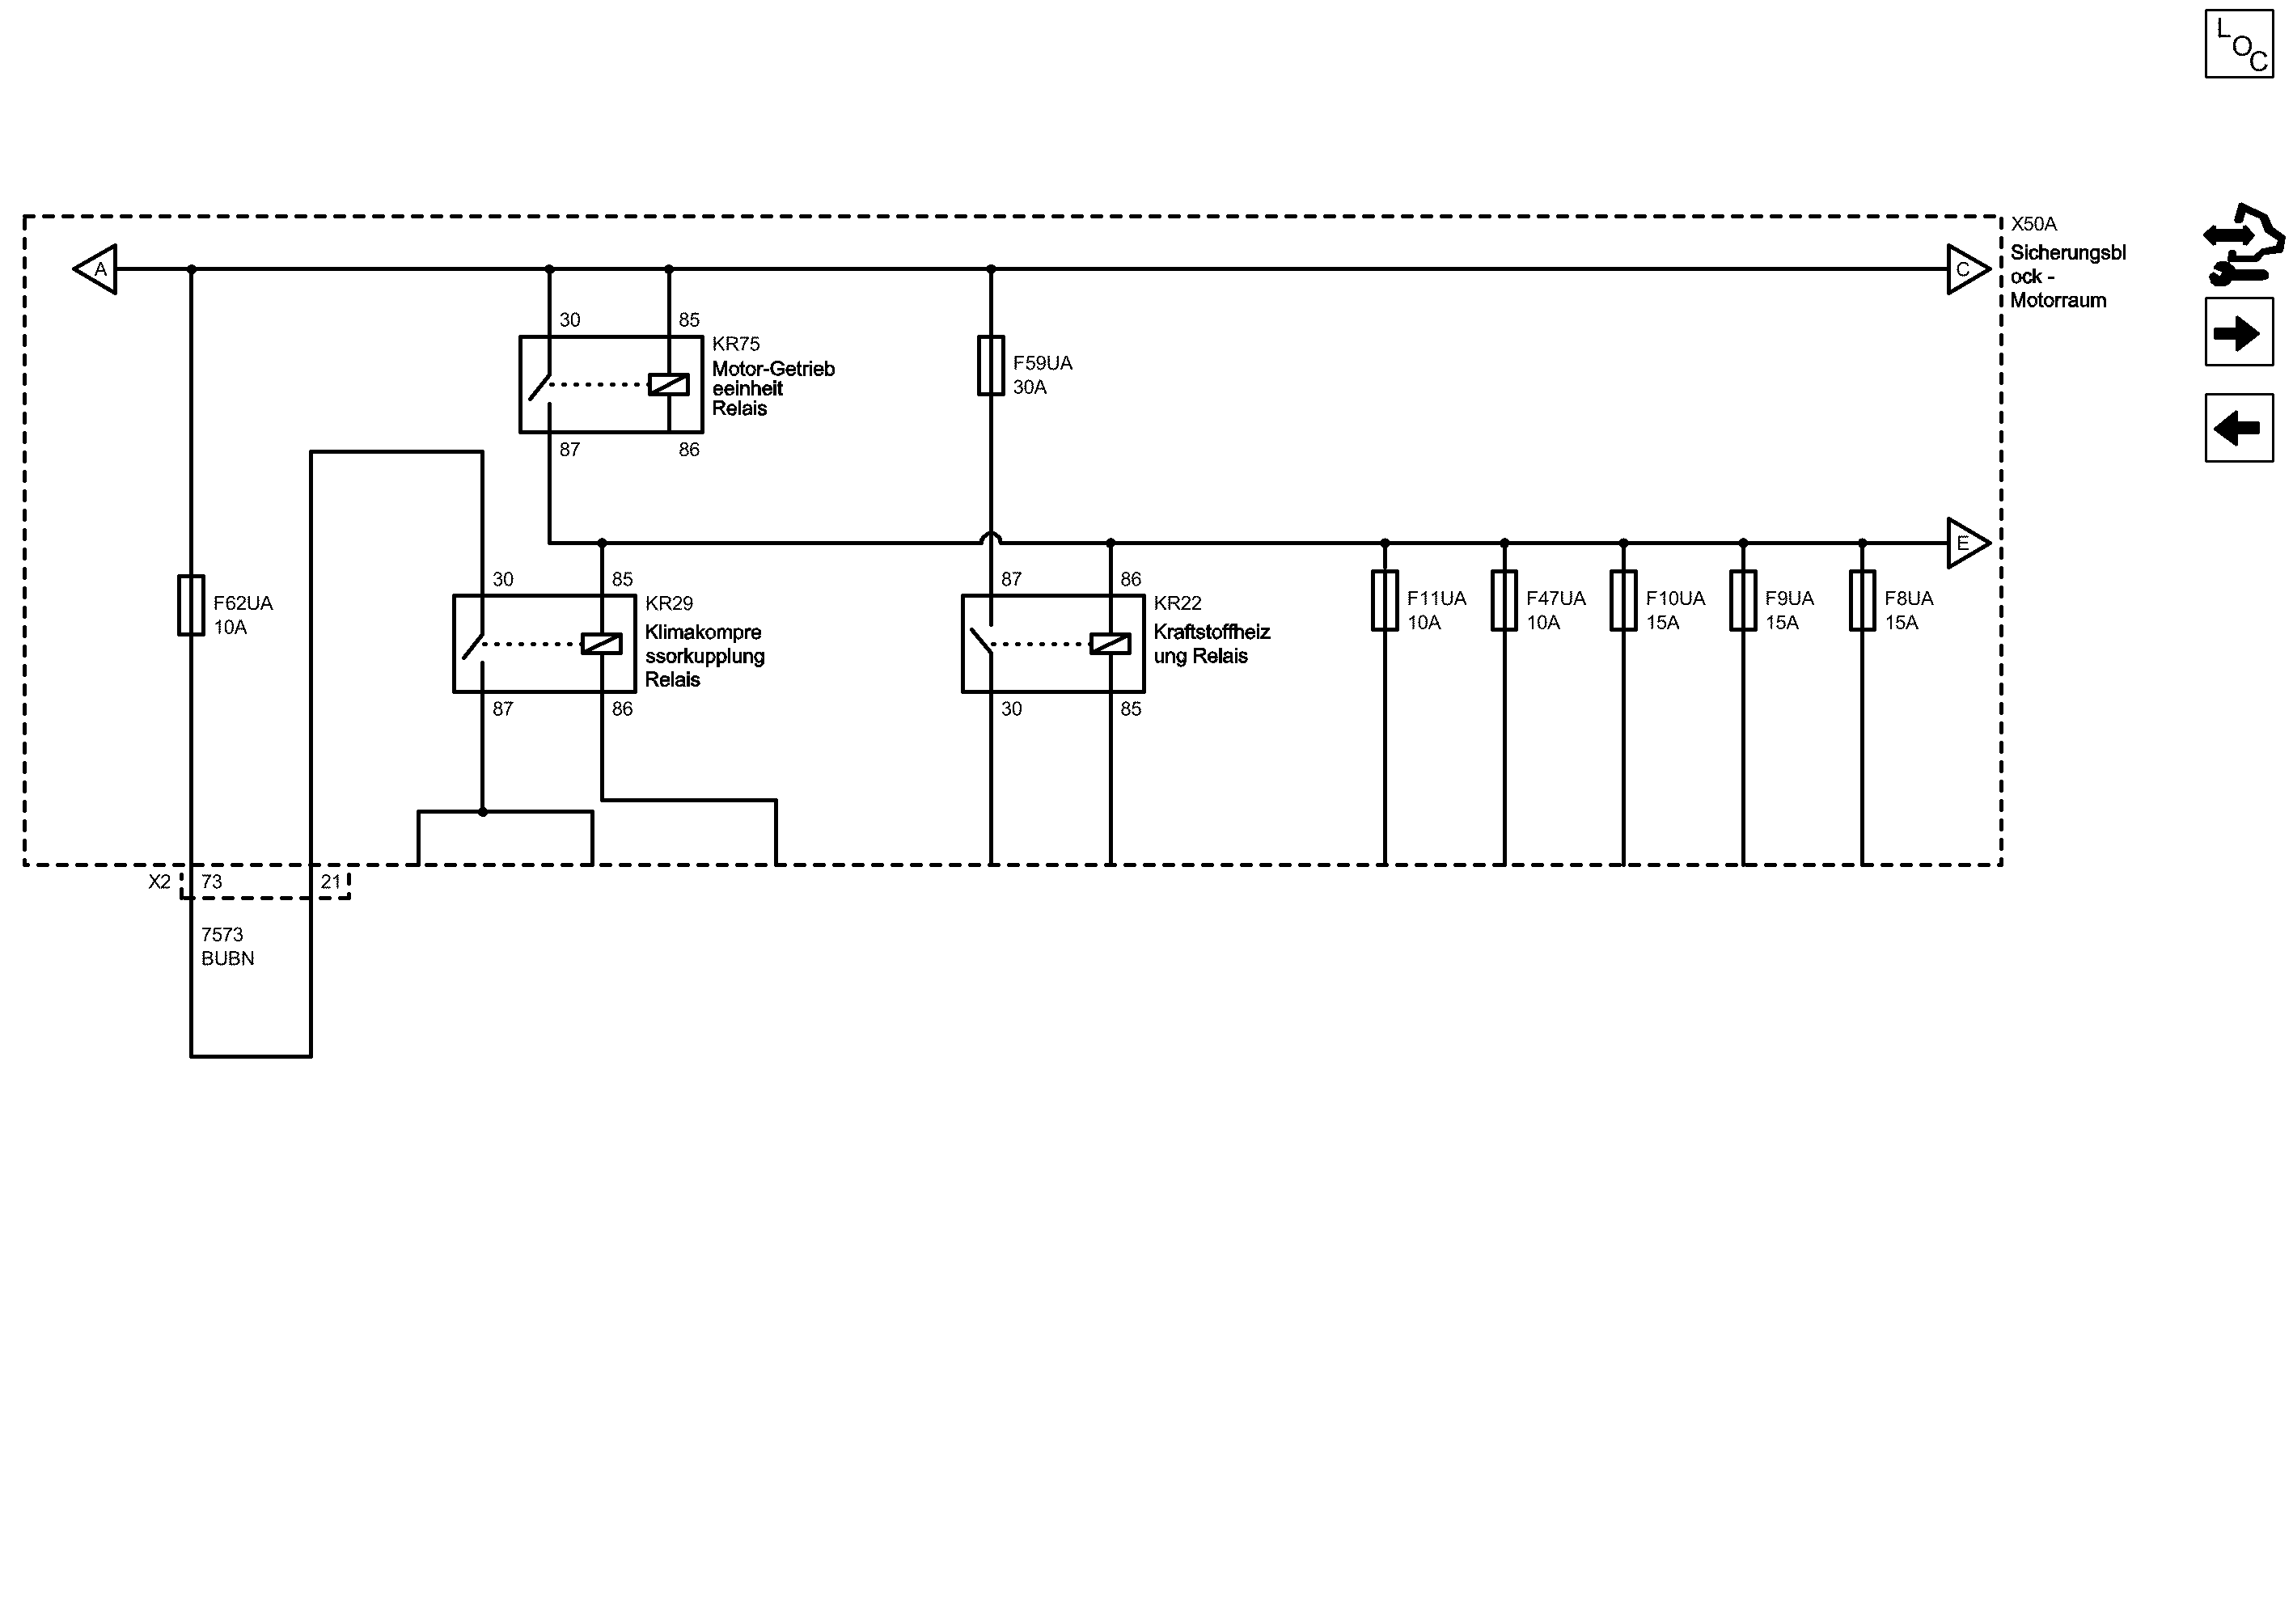 LOC
X50A
Sicherungsbl
ock -
Motorraum
A
C
30
85
KR75
Motor-Getrieb
eeinheit
Relais
87
86
F59UA
30A
E
F62UA
10A
30
85
KR29
Klimakompre
ssorkupplung
Relais
87
86
87
86
KR22
Kraftstoffheiz
ung Relais
30
85
F11UA
10A
F47UA
10A
F10UA
15A
F9UA
15A
F8UA
15A
X2
73
21
7573
BUBN